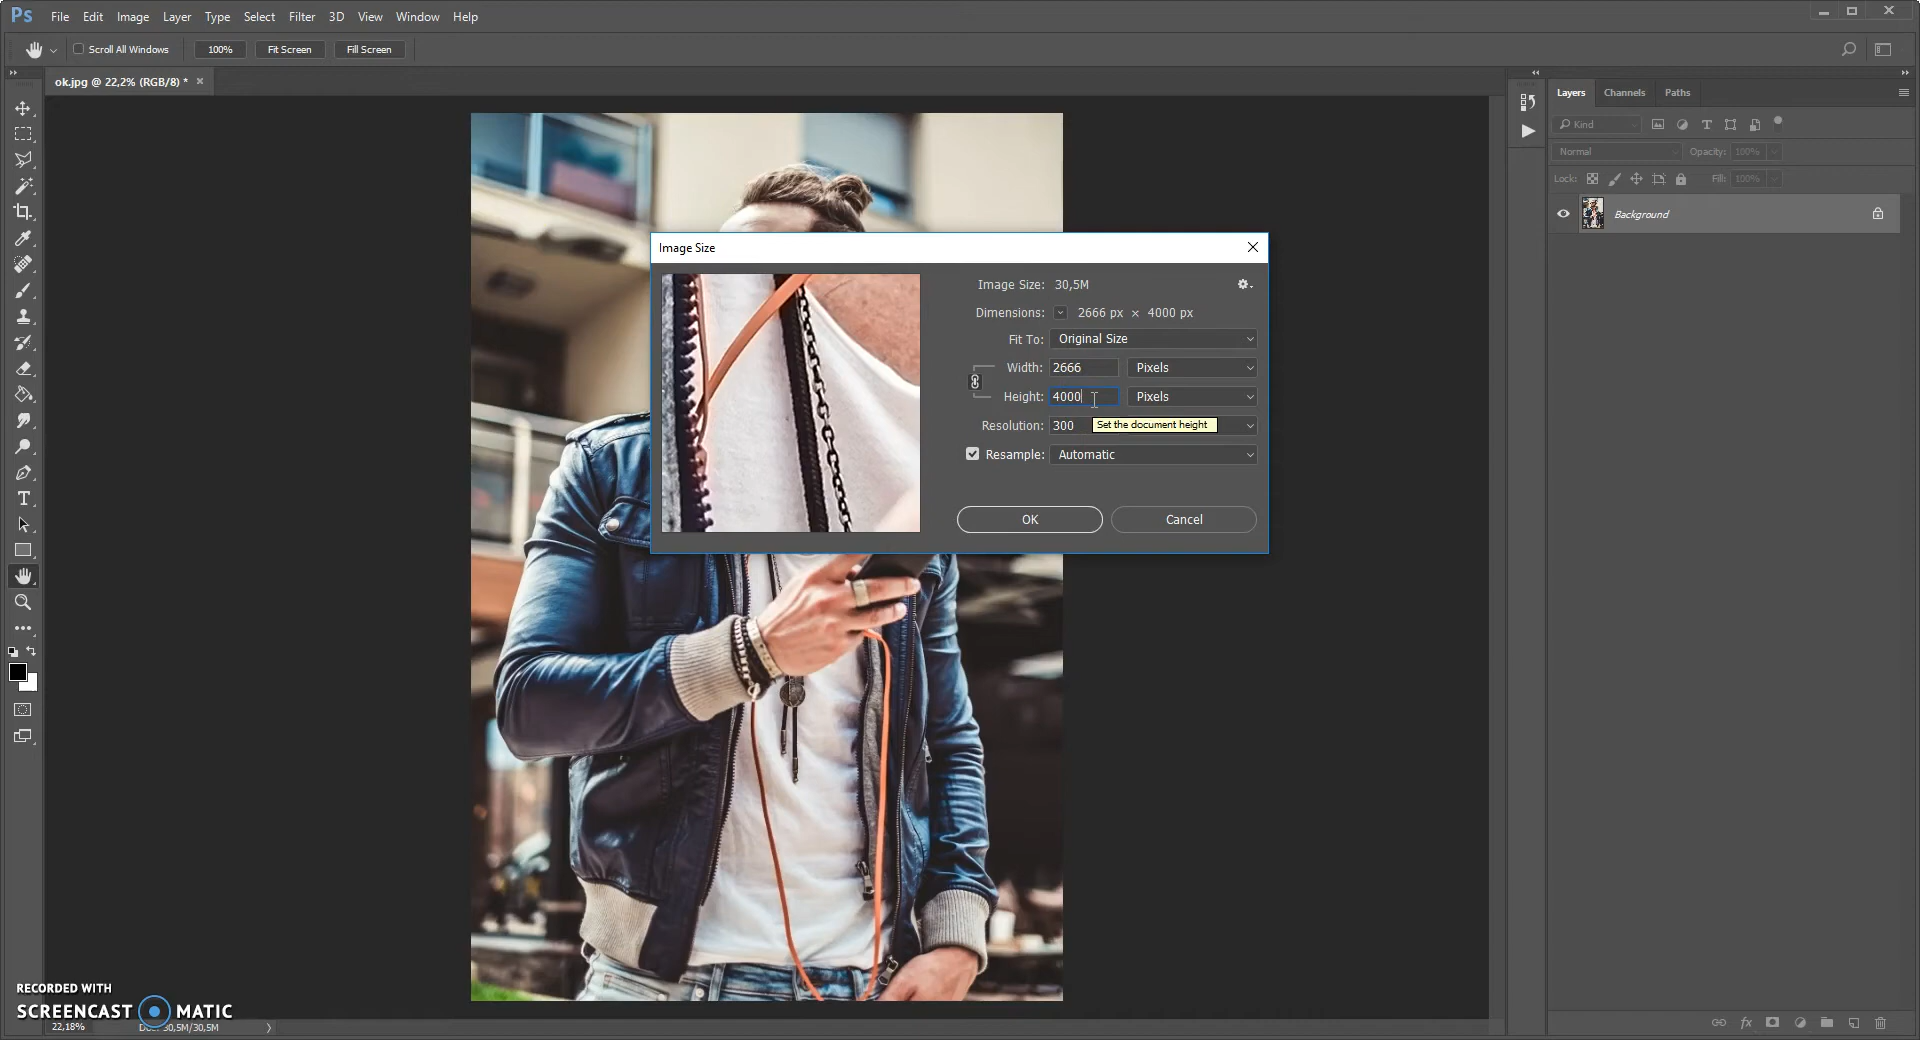 Ps File Edit Image Layer Type Select Filter 3D View Window Help
Scroll All Windows 100% Fit Screen Fill Screen
ok.jpg @ 22,2% (RGB/8) *
Layers Channels Paths
Kind
Normal Opacity: 100%
Lock: Fill: 100%
Background
Image Size
Image Size: 30,5M
Dimensions: 2666 px × 4000 px
Fit To: Original Size
Width: 2666 Pixels
Height: 4000 Pixels
Resolution: 300
Set the document height
Resample: Automatic
OK Cancel
RECORDED WITH
SCREENCAST MATIC
22,18% 30,5M/30,5M
fx